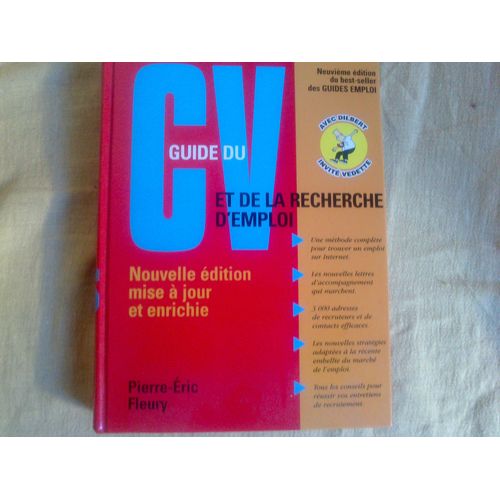 Neuvième édition
du best-seller
des GUIDES EMPLOI
AVEC DILBERT
INVITÉ VEDETTE
GUIDE DU
CV
ET DE LA RECHERCHE
D'EMPLOI
Nouvelle édition
mise à jour
et enrichie
Une méthode complète
pour trouver un emploi
sur Internet.
Les nouvelles lettres
d'accompagnement
qui marchent.
3 000 adresses
de recruteurs et de
contacts efficaces.
Les nouvelles stratégies
adaptées à la récente
embellie du marché
de l'emploi.
Tous les conseils pour
réussir vos entretiens
de recrutement.
Pierre-Éric
Fleury